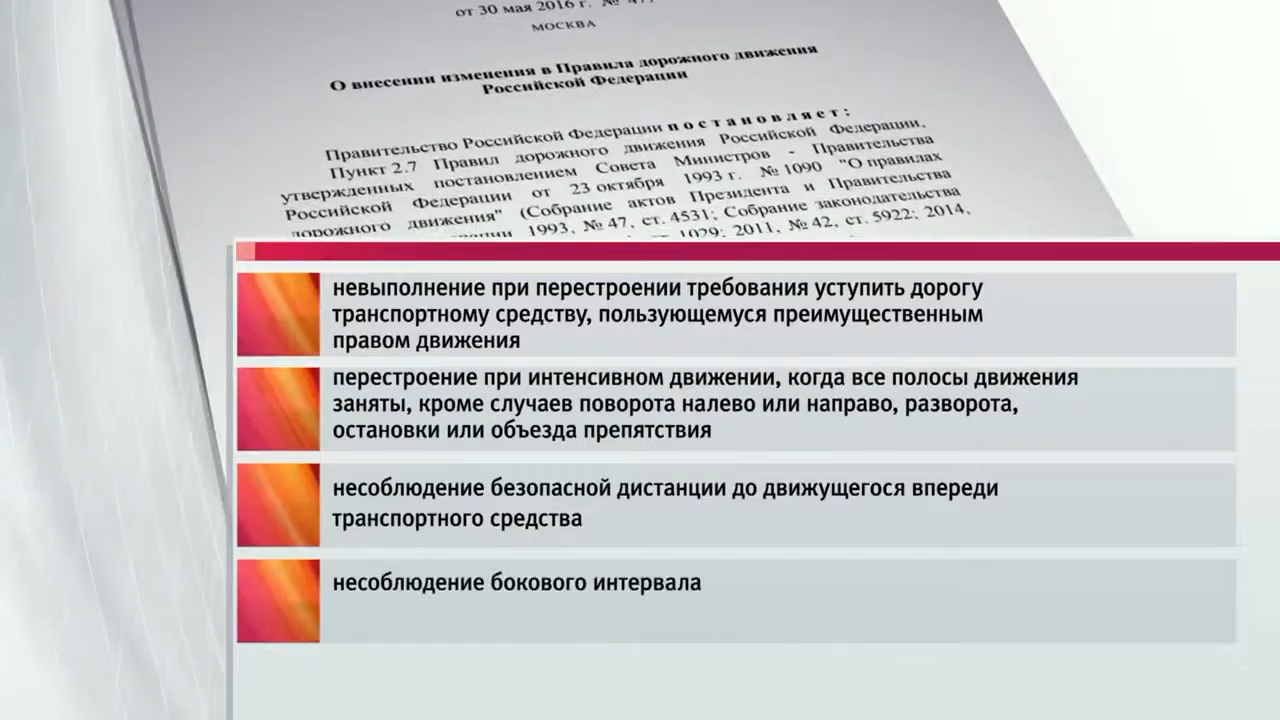 от 30 мая 2016 г. № 477
МОСКВА
О внесении изменения в Правила дорожного движения
Российской Федерации
Правительство Российской Федерации постановляет:
Пункт 2.7 Правил дорожного движения Российской Федерации,
утвержденных постановлением Совета Министров - Правительства
Российской Федерации от 23 октября 1993 г. № 1090 "О правилах
дорожного движения" (Собрание актов Президента и Правительства
1993, № 47, ст. 4531; Собрание законодательства
ст. 1029; 2011, № 42, ст. 5922; 2014,
невыполнение при перестроении требования уступить дорогу
транспортному средству, пользующемуся преимущественным
правом движения
перестроение при интенсивном движении, когда все полосы движения
заняты, кроме случаев поворота налево или направо, разворота,
остановки или объезда препятствия
несоблюдение безопасной дистанции до движущегося впереди
транспортного средства
несоблюдение бокового интервала